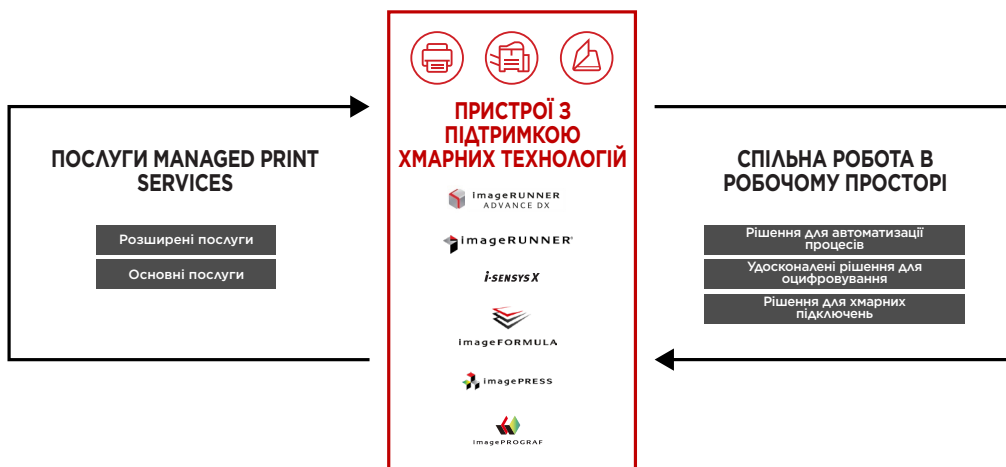 ПОСЛУГИ MANAGED PRINT
SERVICES
Розширені послуги
Основні послуги
ПРИСТРОЇ З
ПІДТРИМКОЮ
ХМАРНИХ ТЕХНОЛОГІЙ
imageRUNNER
ADVANCE DX
imageRUNNER®
i-SENSYS X
imageFORMULA
imagePRESS
imagePROGRAF
СПІЛЬНА РОБОТА В
РОБОЧОМУ ПРОСТОРІ
Рішення для автоматизації
процесів
Удосконалені рішення для
оцифровування
Рішення для хмарних
підключень